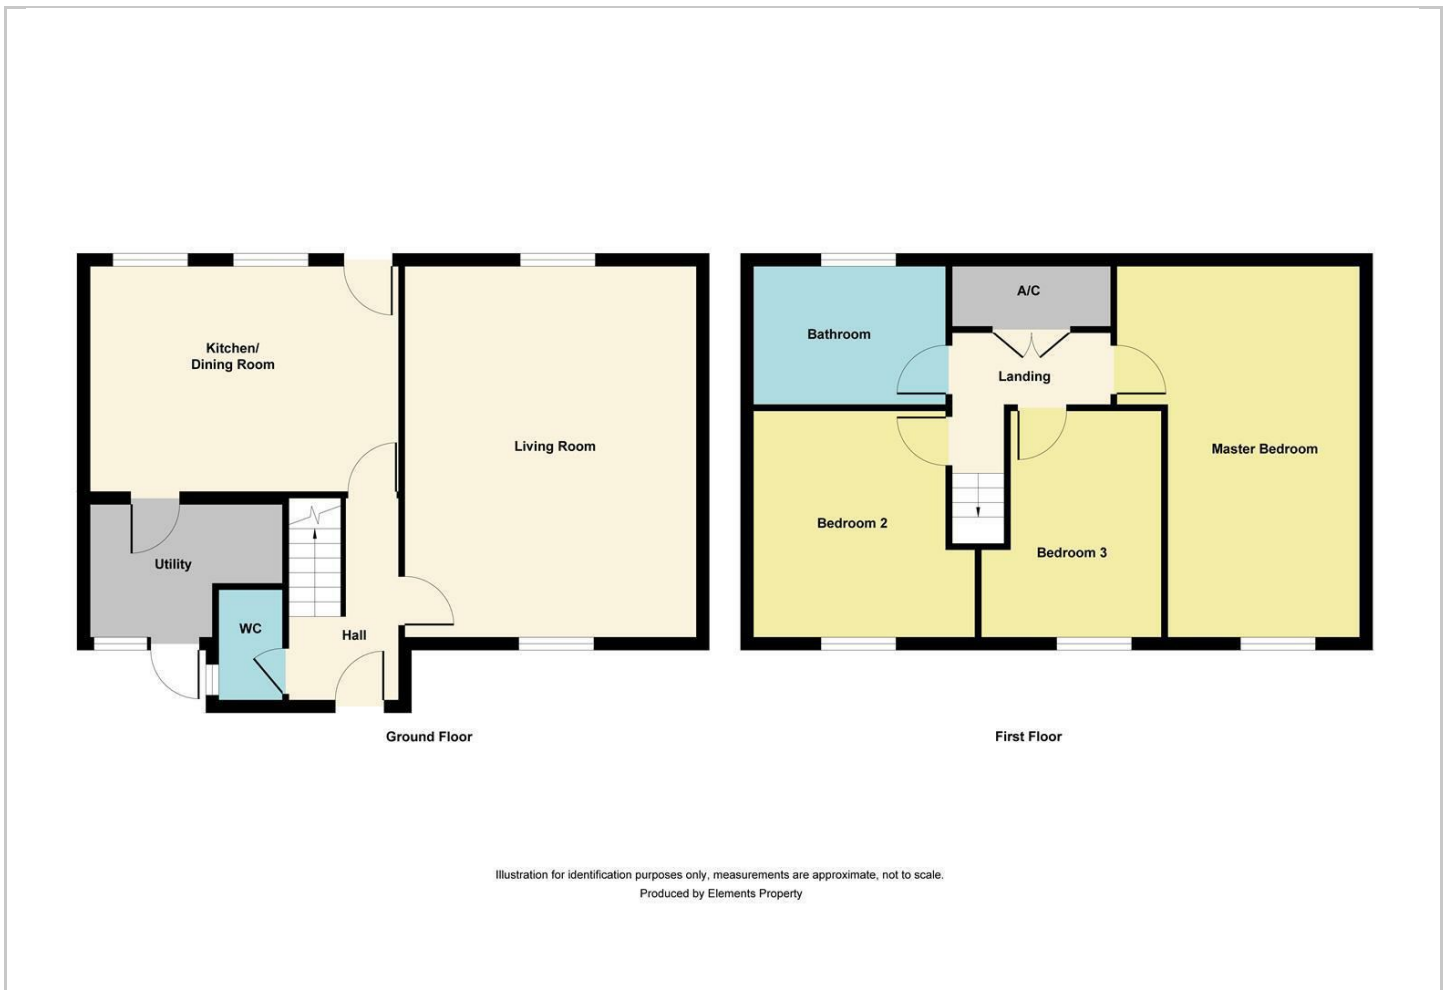 Kitchen/
Dining Room
Living Room
Utility
WC
Hall
Ground Floor
Bathroom
A/C
Landing
Master Bedroom
Bedroom 2
Bedroom 3
First Floor
Illustration for identification purposes only, measurements are approximate, not to scale.
Produced by Elements Property